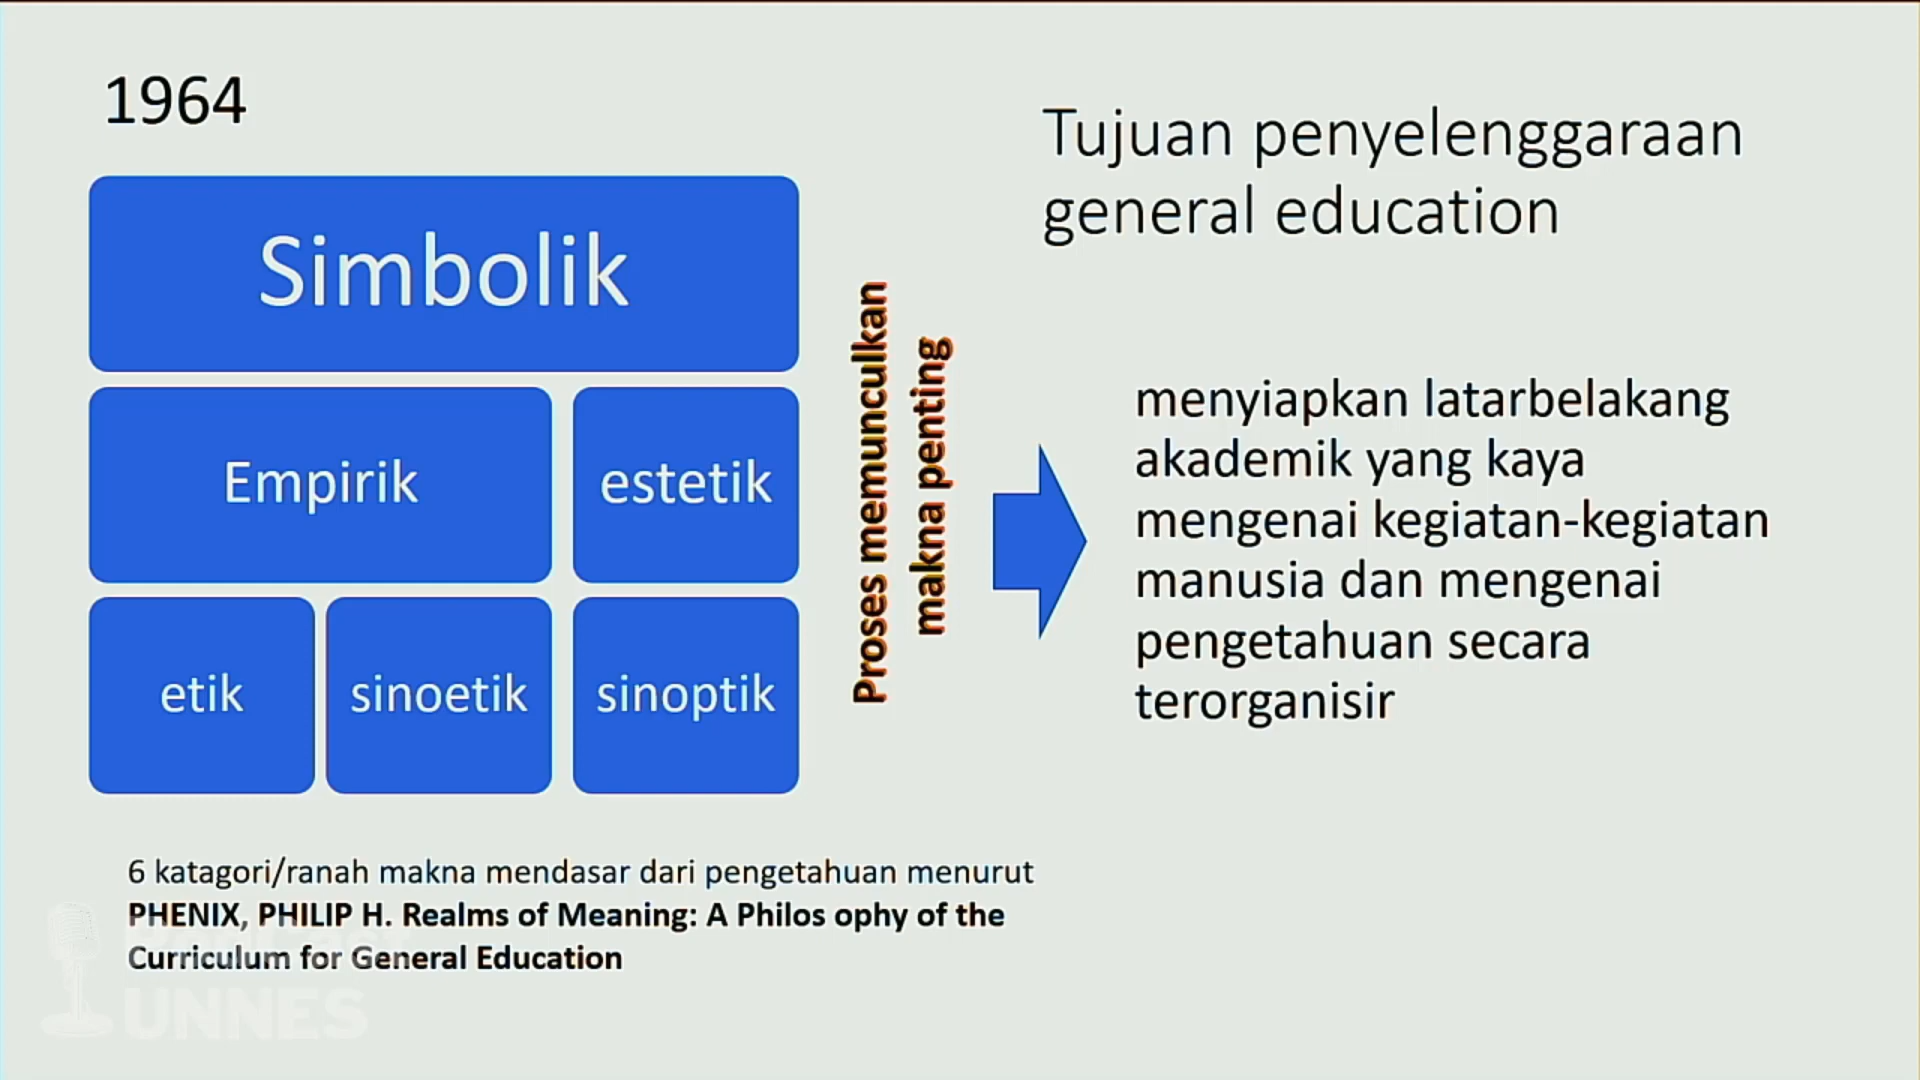 1964
Tujuan penyelenggaraan
general education
Simbolik
Empirik
estetik
etik
sinoetik
sinoptik
Proses memunculkan
makna penting
menyiapkan latarbelakang
akademik yang kaya
mengenai kegiatan-kegiatan
manusia dan mengenai
pengetahuan secara
terorganisir
6 katagori/ranah makna mendasar dari pengetahuan menurut
PHENIX, PHILIP H. Realms of Meaning: A Philos ophy of the
Curriculum for General Education
UNNES